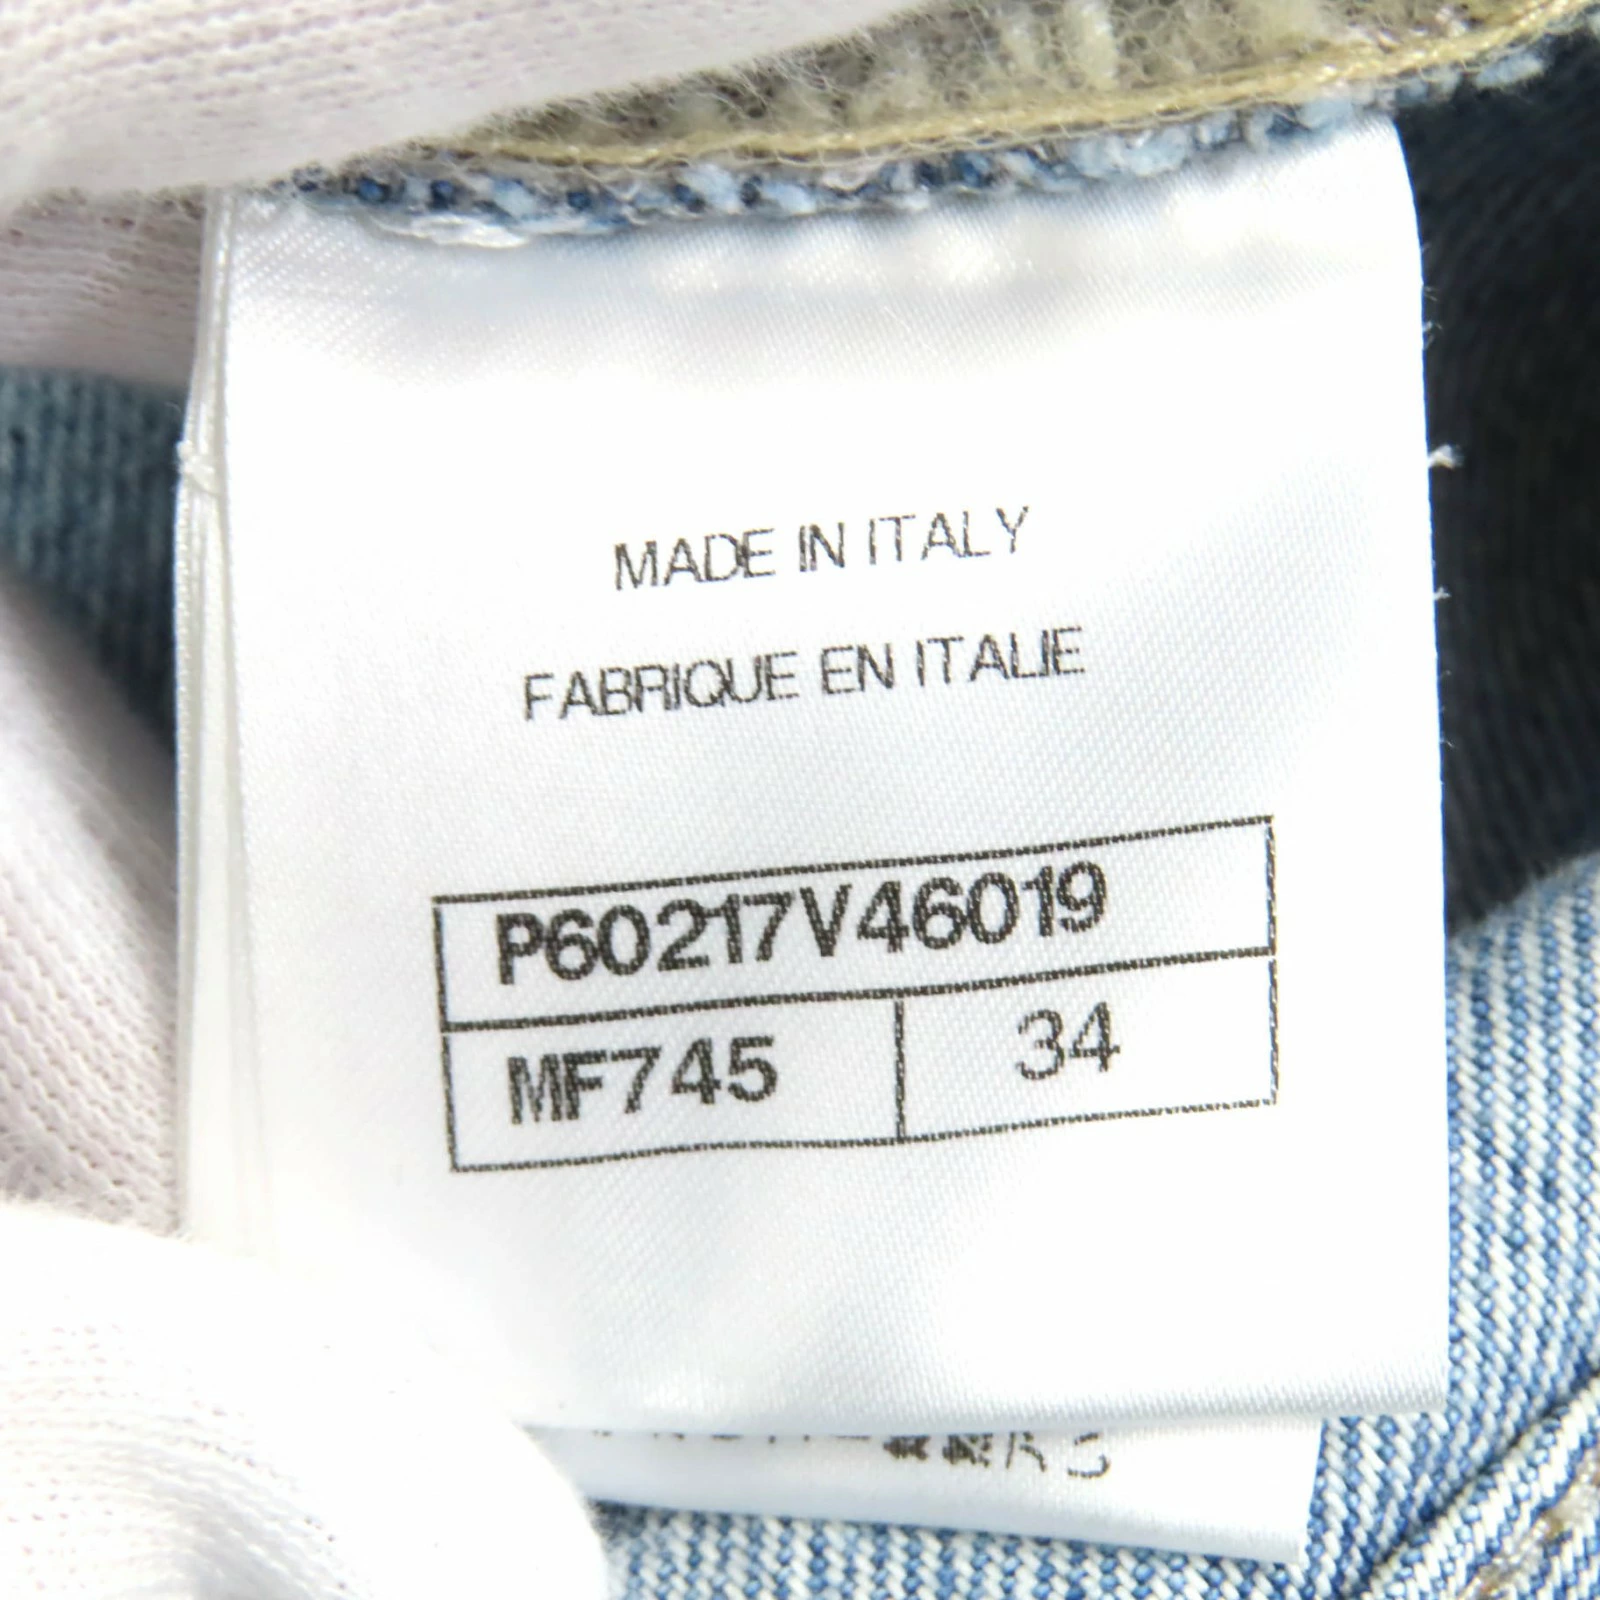 MADE IN ITALY
FABRIQUE EN ITALIE
P60217V46019
MF745 34